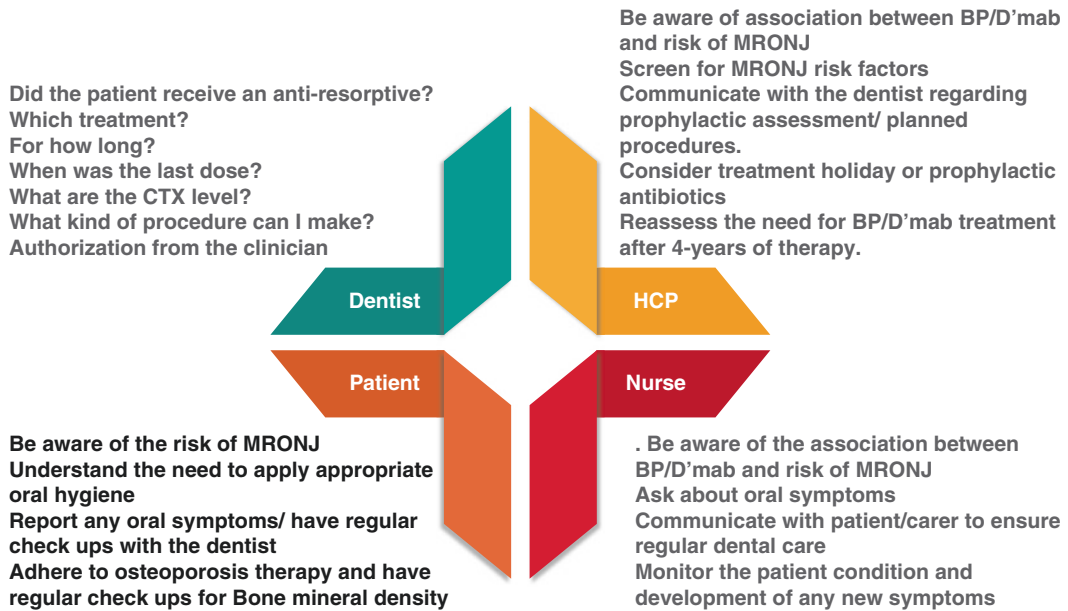 Did the patient receive an anti-resorptive?
Which treatment?
For how long?
When was the last dose?
What are the CTX level?
What kind of procedure can I make?
Authorization from the clinician
Be aware of association between BP/D’mab
and risk of MRONJ
Screen for MRONJ risk factors
Communicate with the dentist regarding
prophylactic assessment/ planned
procedures.
Consider treatment holiday or prophylactic
antibiotics
Reassess the need for BP/D’mab treatment
after 4-years of therapy.
Dentist
HCP
Patient
Nurse
Be aware of the risk of MRONJ
Understand the need to apply appropriate
oral hygiene
Report any oral symptoms/ have regular
check ups with the dentist
Adhere to osteoporosis therapy and have
regular check ups for Bone mineral density
. Be aware of the association between
BP/D’mab and risk of MRONJ
Ask about oral symptoms
Communicate with patient/carer to ensure
regular dental care
Monitor the patient condition and
development of any new symptoms